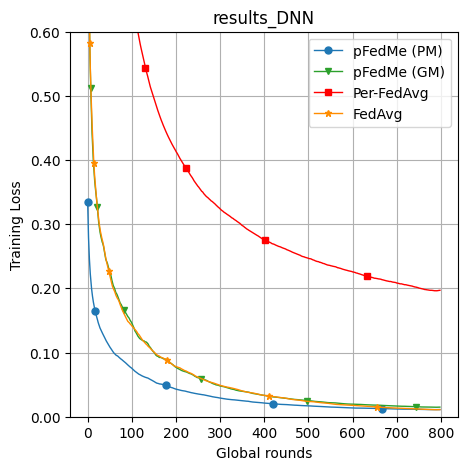 results_DNN
pFedMe (PM)
pFedMe (GM)
Per-FedAvg
FedAvg
Training Loss
0.60
0.50
0.40
0.30
0.20
0.10
0.00
0 100 200 300 400 500 600 700 800
Global rounds